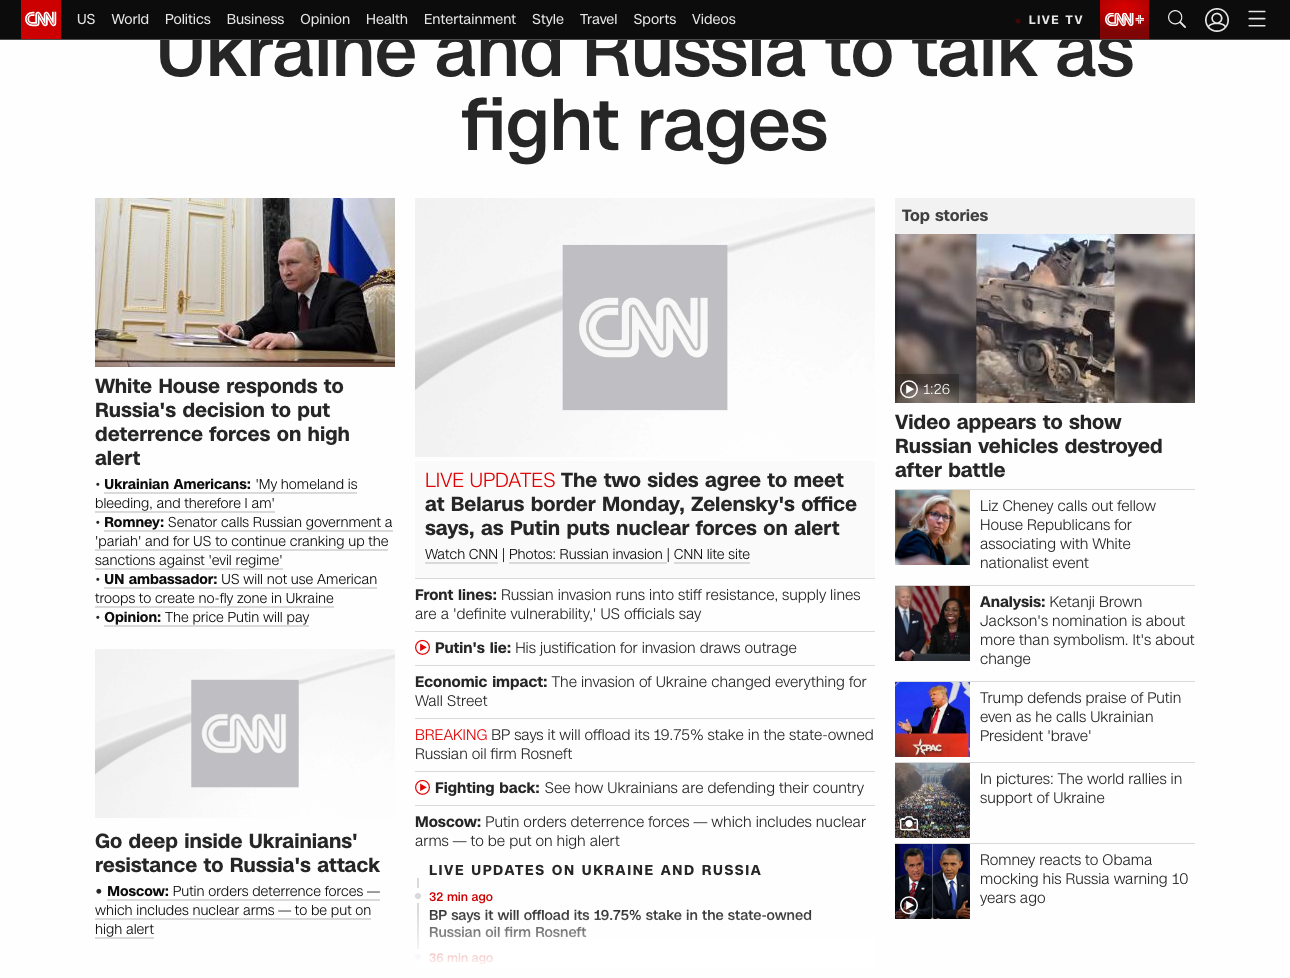 CNN US World Politics Business Opinion Health Entertainment Style Travel Sports Videos LIVE TV CNN+
Ukraine and Russia to talk as
fight rages
White House responds to
Russia's decision to put
deterrence forces on high
alert
• Ukrainian Americans: 'My homeland is
bleeding, and therefore I am'
• Romney: Senator calls Russian government a
'pariah' and for US to continue cranking up the
sanctions against 'evil regime'
• UN ambassador: US will not use American
troops to create no-fly zone in Ukraine
• Opinion: The price Putin will pay
CNN
Go deep inside Ukrainians'
resistance to Russia's attack
• Moscow: Putin orders deterrence forces —
which includes nuclear arms — to be put on
high alert
CNN
LIVE UPDATES The two sides agree to meet
at Belarus border Monday, Zelensky's office
says, as Putin puts nuclear forces on alert
Watch CNN | Photos: Russian invasion | CNN lite site
Front lines: Russian invasion runs into stiff resistance, supply lines
are a 'definite vulnerability,' US officials say
Putin's lie: His justification for invasion draws outrage
Economic impact: The invasion of Ukraine changed everything for
Wall Street
BREAKING BP says it will offload its 19.75% stake in the state-owned
Russian oil firm Rosneft
Fighting back: See how Ukrainians are defending their country
Moscow: Putin orders deterrence forces — which includes nuclear
arms — to be put on high alert
LIVE UPDATES ON UKRAINE AND RUSSIA
32 min ago
BP says it will offload its 19.75% stake in the state-owned
Russian oil firm Rosneft
36 min ago
Top stories
1:26
Video appears to show
Russian vehicles destroyed
after battle
Liz Cheney calls out fellow
House Republicans for
associating with White
nationalist event
Analysis: Ketanji Brown
Jackson's nomination is about
more than symbolism. It's about
change
CPAC
Trump defends praise of Putin
even as he calls Ukrainian
President 'brave'
In pictures: The world rallies in
support of Ukraine
Romney reacts to Obama
mocking his Russia warning 10
years ago